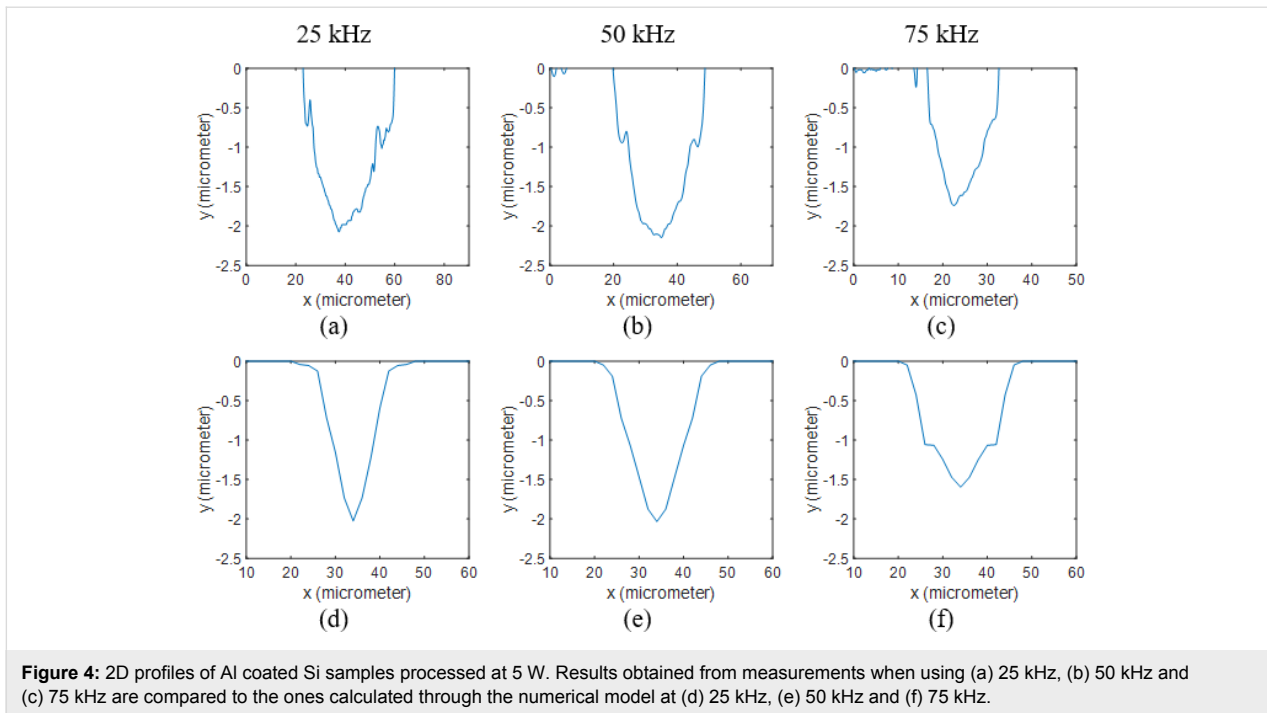 25 kHz
50 kHz
75 kHz
0
-0.5
-1
-1.5
-2
-2.5
y (micrometer)
0 20 40 60 80
x (micrometer)
(a)
0
-0.5
-1
-1.5
-2
-2.5
y (micrometer)
0 20 40 60
x (micrometer)
(b)
0
-0.5
-1
-1.5
-2
-2.5
y (micrometer)
0 10 20 30 40 50
x (micrometer)
(c)
0
-0.5
-1
-1.5
-2
-2.5
y (micrometer)
10 20 30 40 50 60
x (micrometer)
(d)
0
-0.5
-1
-1.5
-2
-2.5
y (micrometer)
10 20 30 40 50 60
x (micrometer)
(e)
0
-0.5
-1
-1.5
-2
-2.5
y (micrometer)
10 20 30 40 50 60
x (micrometer)
(f)
Figure 4: 2D profiles of Al coated Si samples processed at 5 W. Results obtained from measurements when using (a) 25 kHz, (b) 50 kHz and
(c) 75 kHz are compared to the ones calculated through the numerical model at (d) 25 kHz, (e) 50 kHz and (f) 75 kHz.